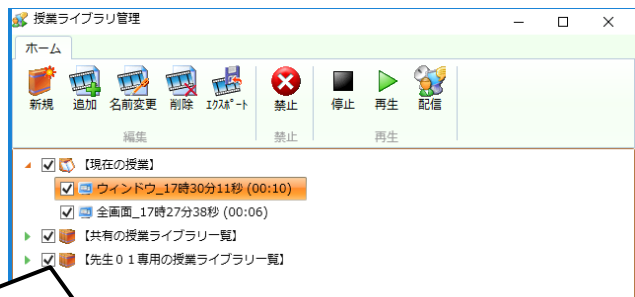 授業ライブラリ管理
ホーム
新規 追加 名前変更 削除 ｴｸｽﾎﾟｰﾄ 禁止 停止 再生 配信
編集 禁止 再生
【現在の授業】
ウィンドウ_17時30分11秒 (00:10)
全画面_17時27分38秒 (00:06)
【共有の授業ライブラリー覧】
【先生０１専用の授業ライブラリー覧】